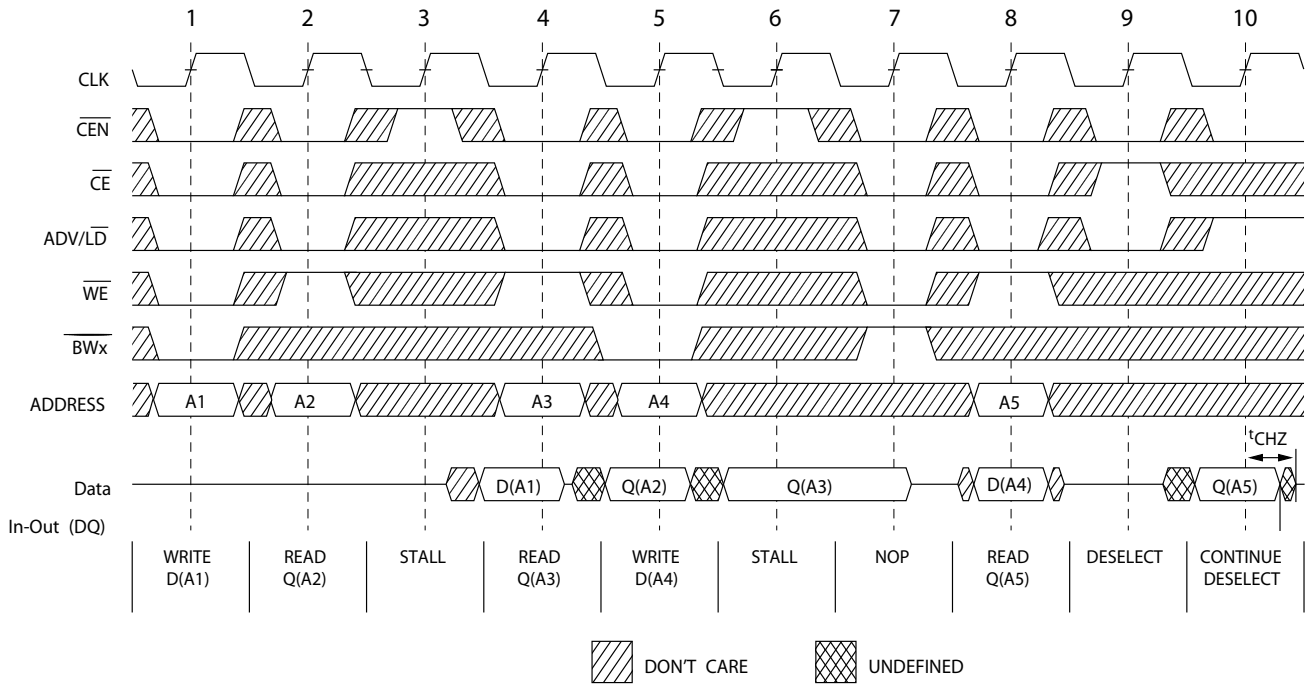 1 2 3 4 5 6 7 8 9 10
CLK
CEN
CE
ADV/LD
WE
BWx
ADDRESS A1 A2 A3 A4 A5
tCHZ
Data D(A1) Q(A2) Q(A3) D(A4) Q(A5)
In-Out (DQ)
WRITE READ STALL READ WRITE STALL NOP READ DESELECT CONTINUE
D(A1) Q(A2) Q(A3) D(A4) Q(A5) DESELECT
DON'T CARE UNDEFINED